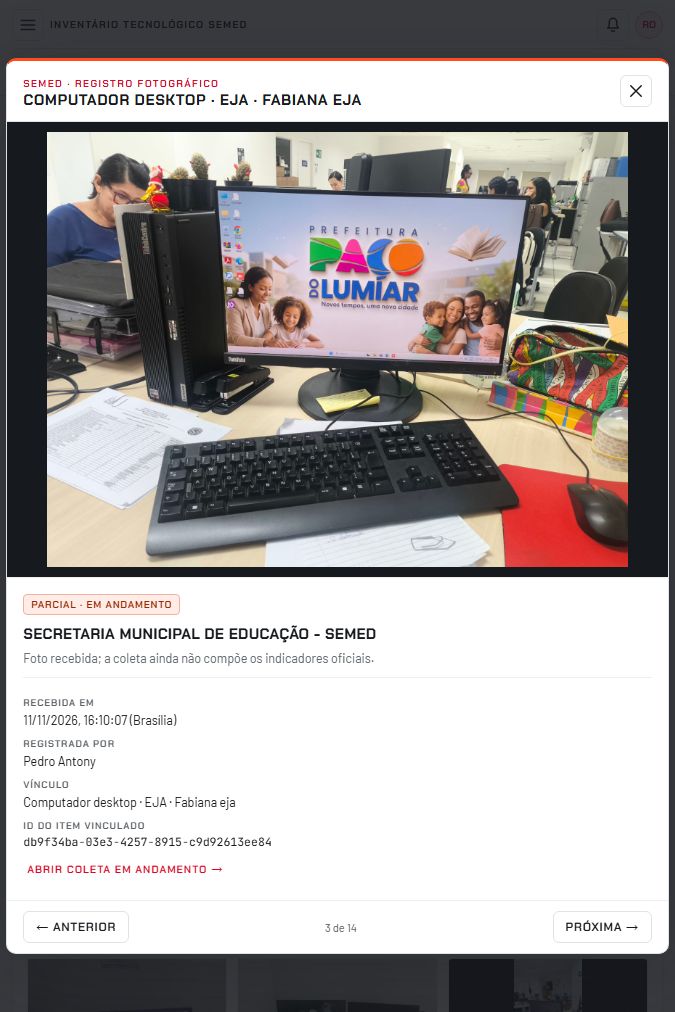 INVENTÁRIO TECNOLÓGICO SEMED
RD
SEMED · REGISTRO FOTOGRÁFICO
COMPUTADOR DESKTOP · EJA · FABIANA EJA
PREFEITURA
PAÇO
DO LUMIAR
Novos tempos, uma nova cidade
ThinkCentre
ThinkVision
PARCIAL · EM ANDAMENTO
SECRETARIA MUNICIPAL DE EDUCAÇÃO - SEMED
Foto recebida; a coleta ainda não compõe os indicadores oficiais.
RECEBIDA EM
11/11/2026, 16:10:07 (Brasília)
REGISTRADA POR
Pedro Antony
VÍNCULO
Computador desktop · EJA · Fabiana eja
ID DO ITEM VINCULADO
db9f34ba-03e3-4257-8915-c9d92613ee84
ABRIR COLETA EM ANDAMENTO →
← ANTERIOR
3 de 14
PRÓXIMA →